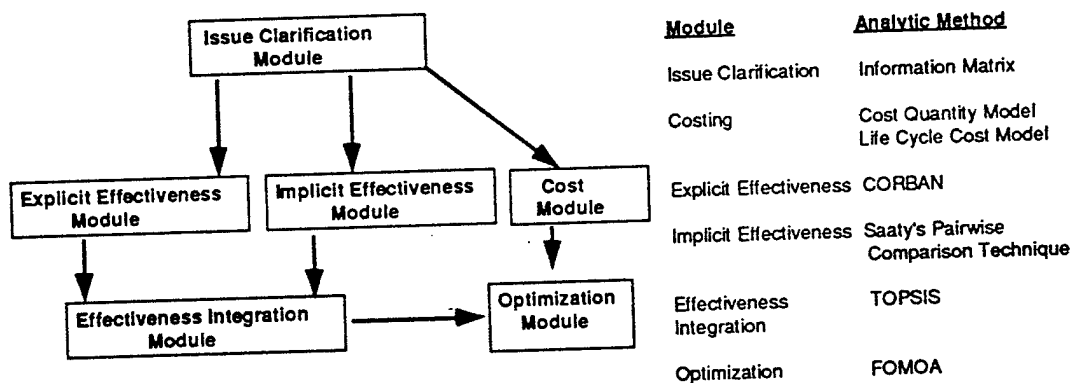 Issue Clarification
Module
Explicit Effectiveness
Module
Implicit Effectiveness
Module
Cost
Module
Effectiveness Integration
Module
Optimization
Module
Module Analytic Method
Issue Clarification Information Matrix
Costing Cost Quantity Model
Life Cycle Cost Model
Explicit Effectiveness CORBAN
Implicit Effectiveness Saaty's Pairwise
Comparison Technique
Effectiveness TOPSIS
Integration
Optimization FOMOA